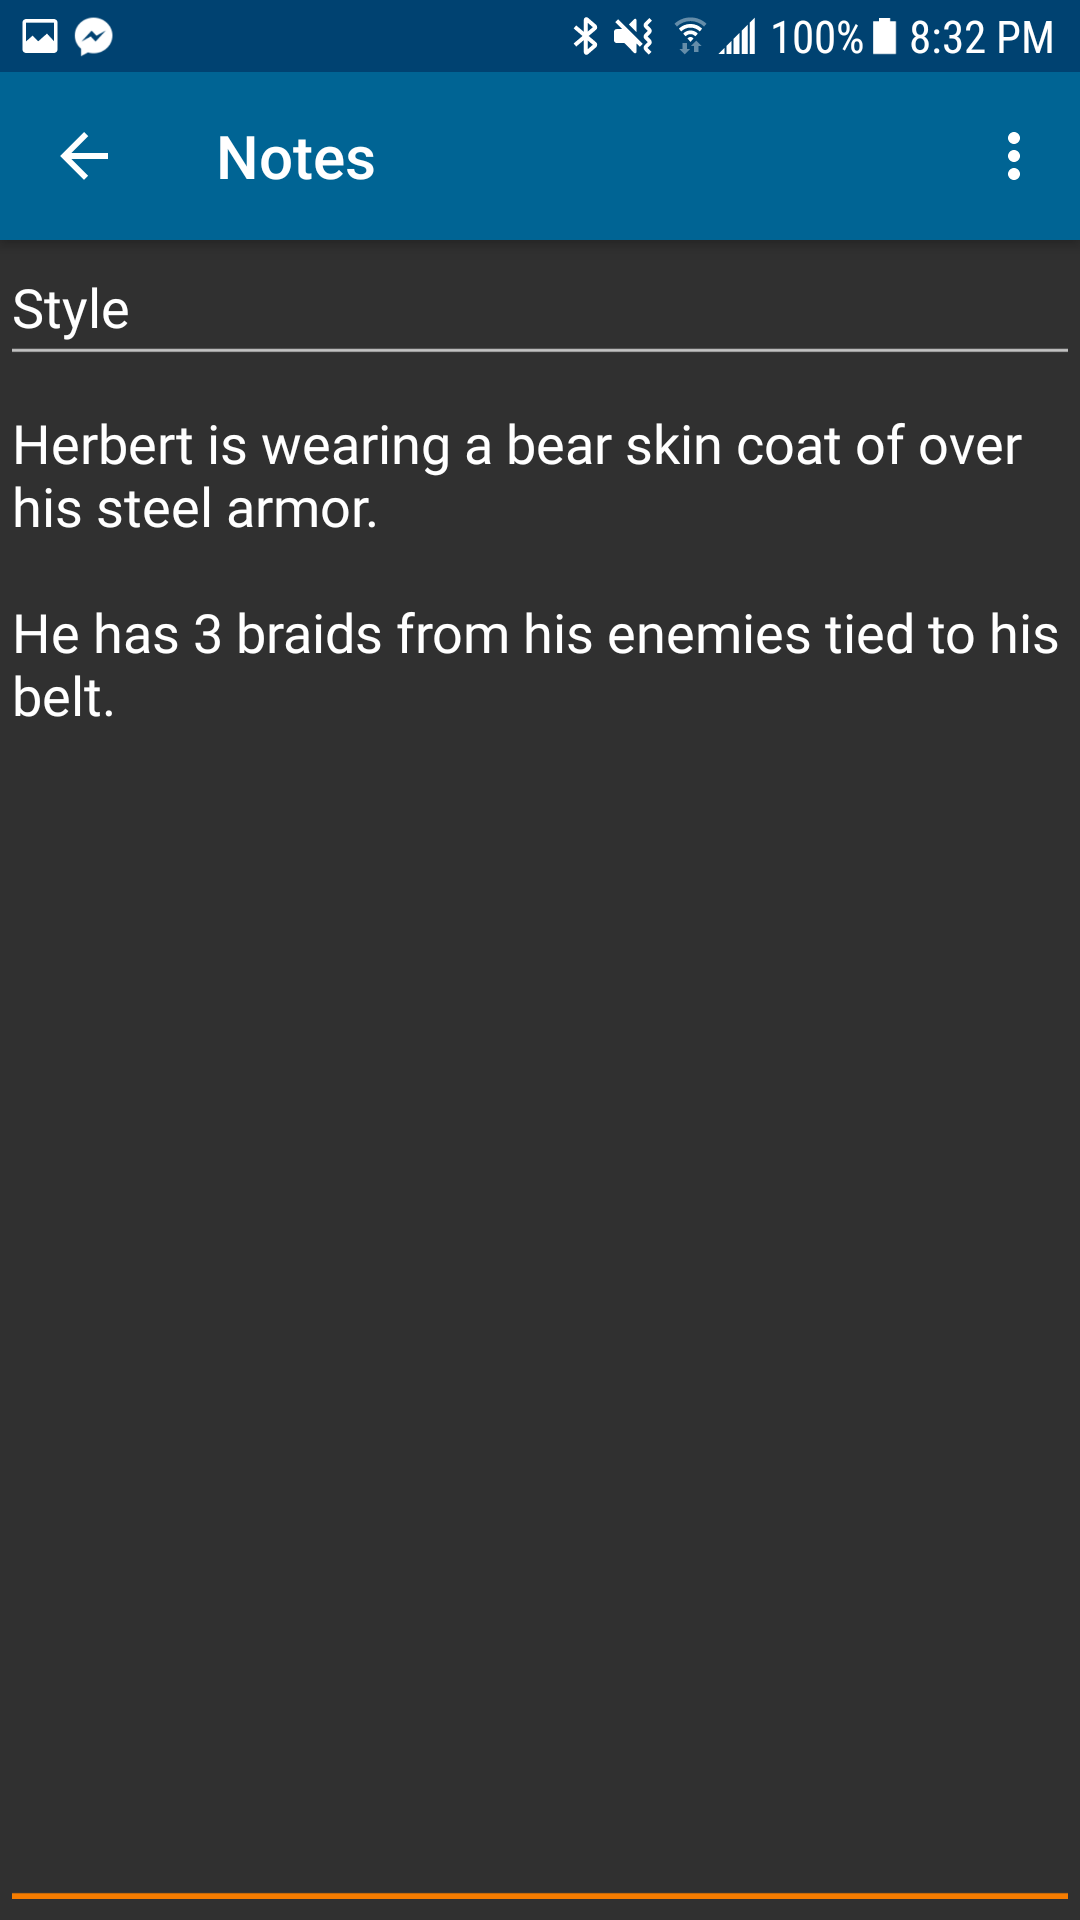 100% 8:32 PM
Notes
Style
Herbert is wearing a bear skin coat of over
his steel armor.
He has 3 braids from his enemies tied to his
belt.